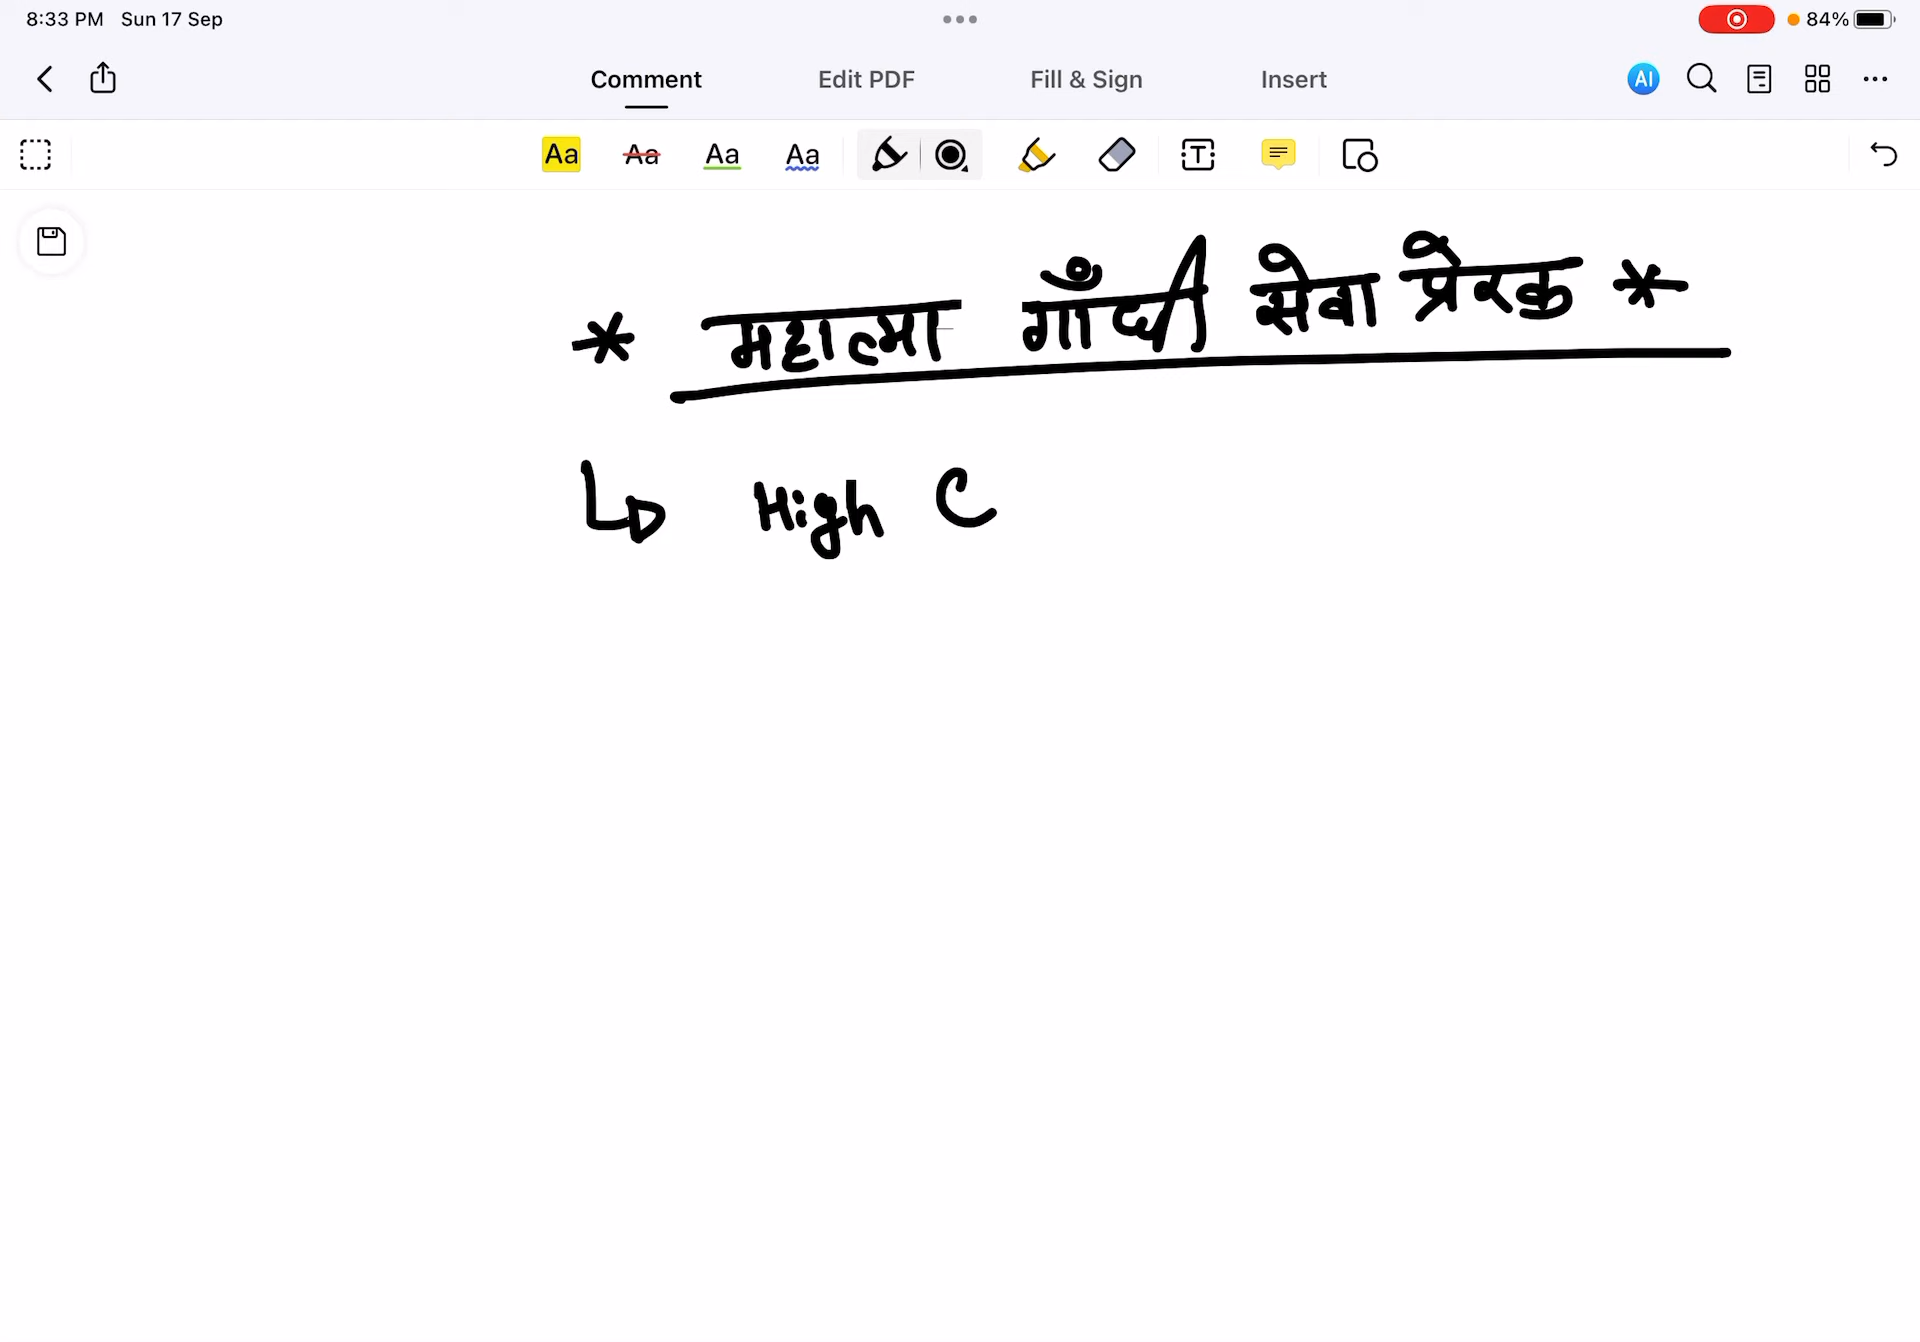 8:33 PM Sun 17 Sep
84%
Comment Edit PDF Fill & Sign Insert AI
Aa Aa Aa Aa T
* महात्मा गाँधी सेवा प्रेरक *
High C